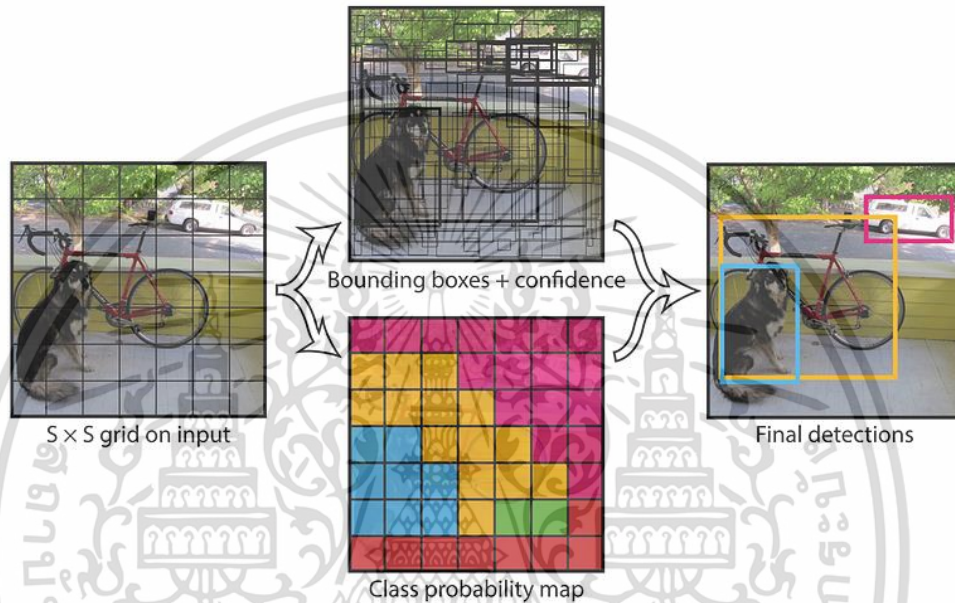 Bounding boxes + confidence
S × S grid on input
Final detections
Class probability map